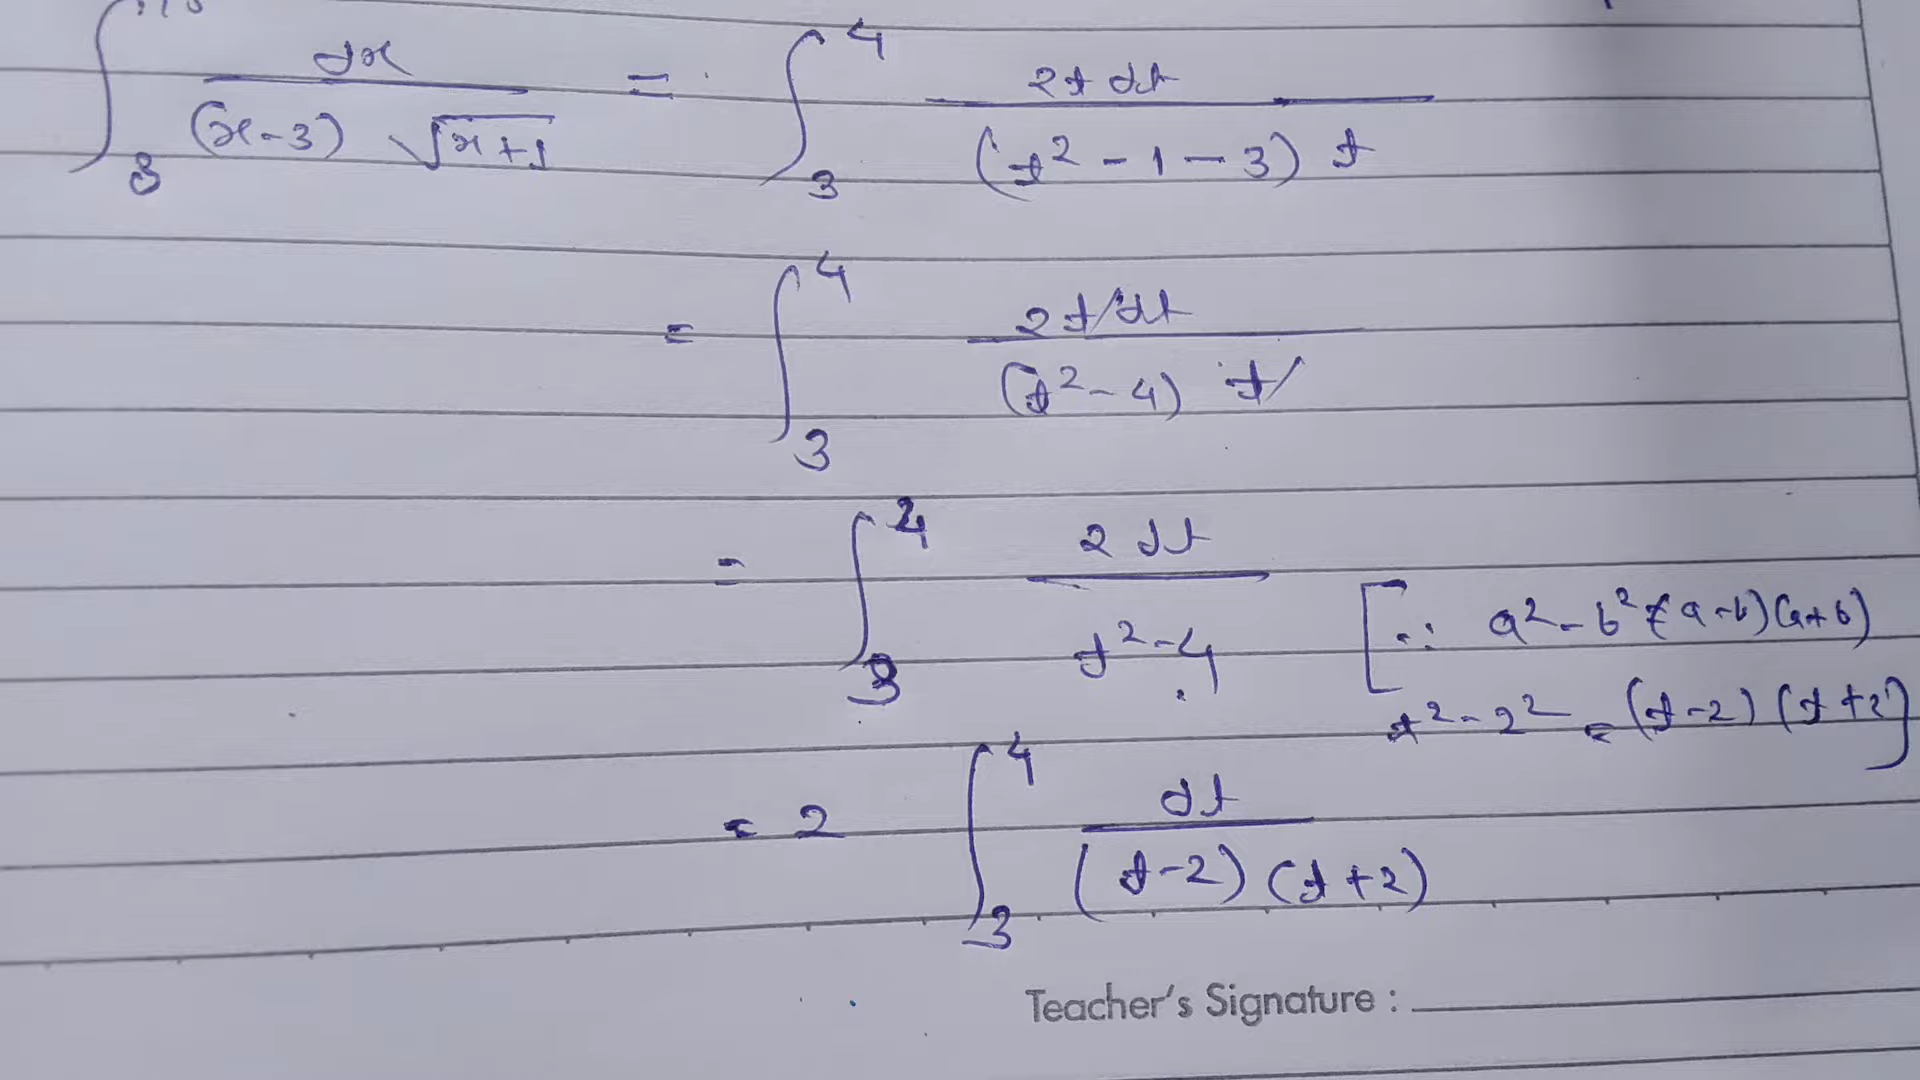 ∫₈ dx / (x-3) √x+1 = ∫₃⁴ 2t dt / (t² - 1 - 3) t
= ∫₃⁴ 2t dt / (t² - 4) t
= ∫₃⁴ 2 dt / t² - 4 [∵ a² - b² = (a-b)(a+b)
t² - 2² = (t-2) (t+2)]
= 2 ∫₃⁴ dt / (t-2) (t+2)
Teacher's Signature :